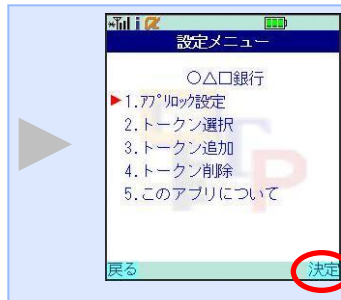 設定メニュー
○△□銀行
1.ｱﾌﾟﾘﾛｯｸ設定
2.トークン選択
3.トークン追加
4.トークン削除
5.このアプリについて
戻る 決定